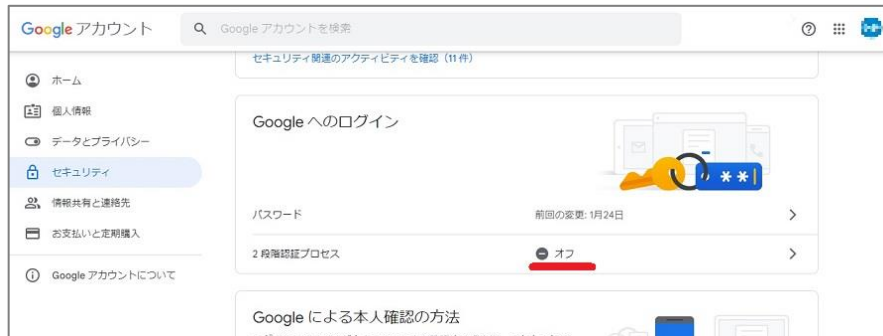 Google アカウント
Google アカウントを検索
セキュリティ関連のアクティビティを確認（11 件）
ホーム
個人情報
データとプライバシー
セキュリティ
情報共有と連絡先
お支払いと定期購入
Google アカウントについて
Google へのログイン
パスワード 前回の変更: 1月24日
2 段階認証プロセス オフ
Google による本人確認の方法